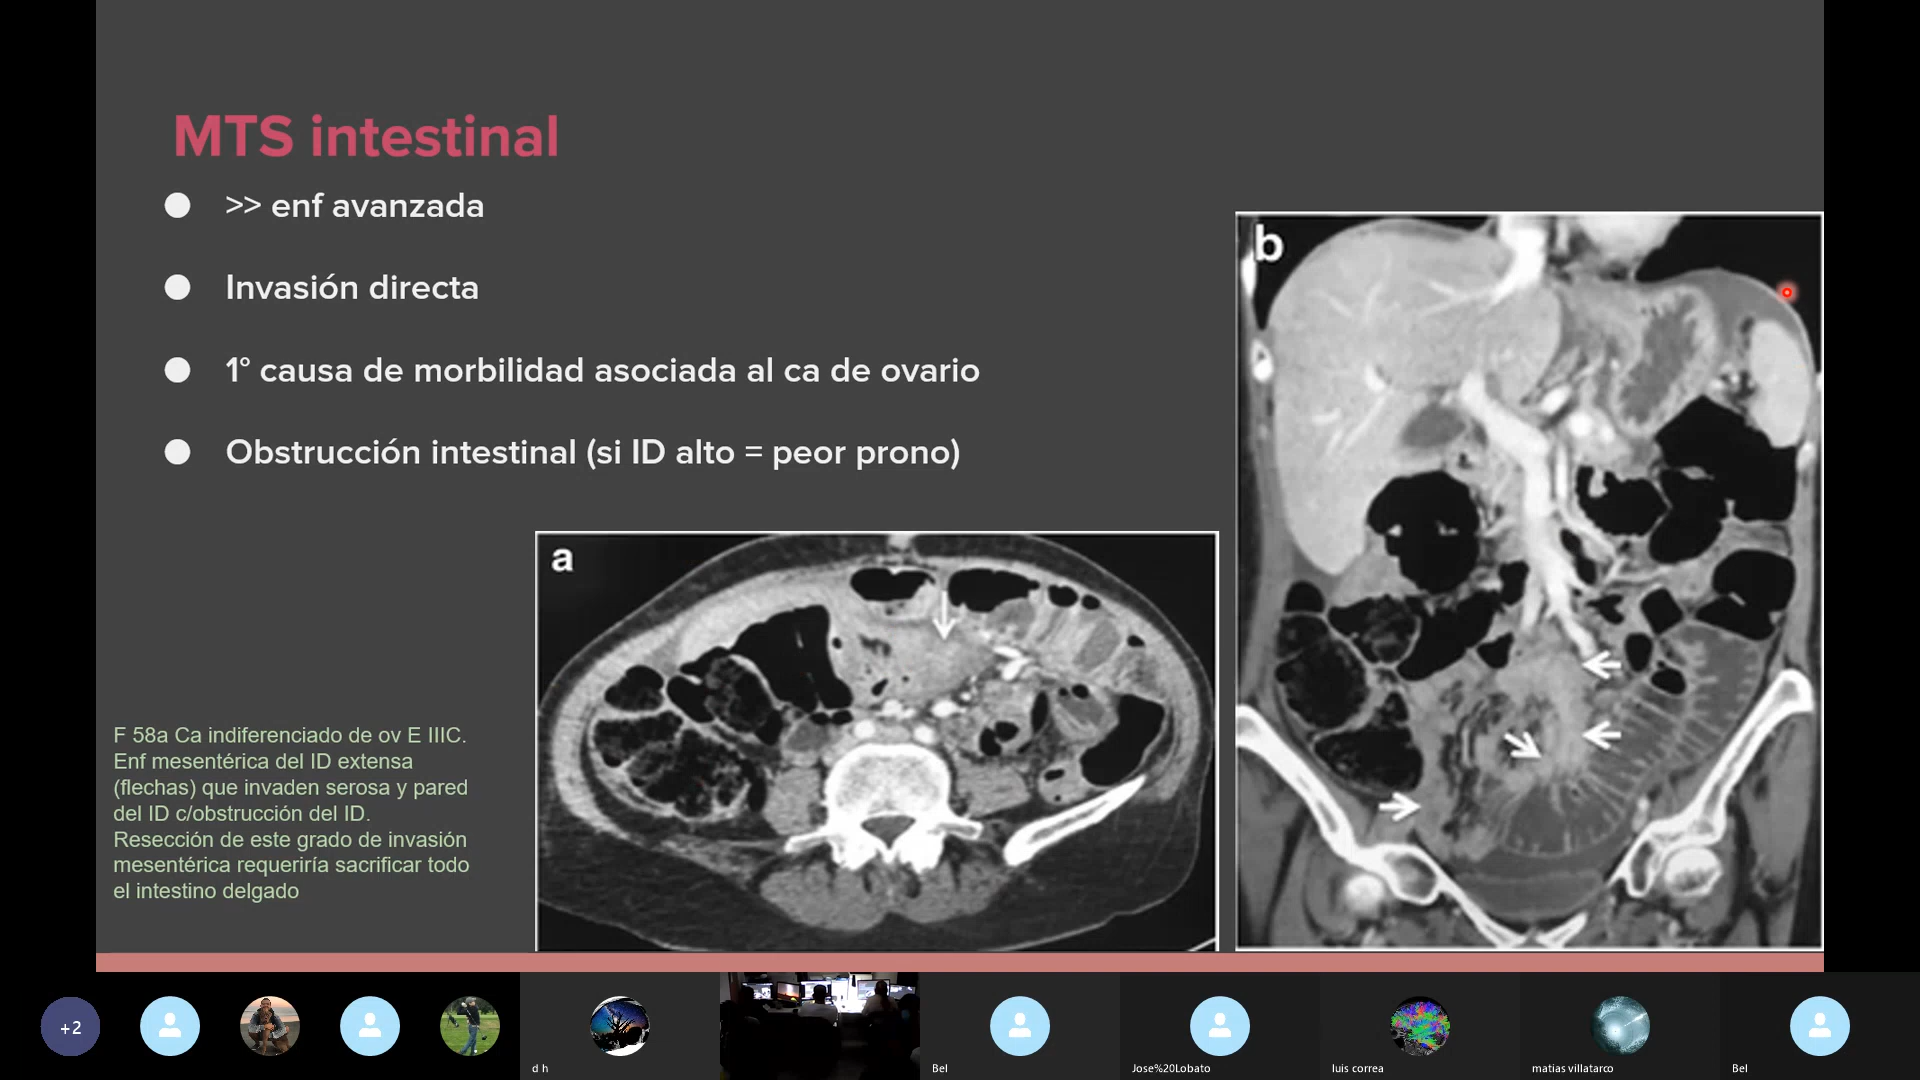 MTS intestinal
>> enf avanzada
Invasión directa
1° causa de morbilidad asociada al ca de ovario
Obstrucción intestinal (si ID alto = peor prono)
a
b
F 58a Ca indiferenciado de ov E IIIC.
Enf mesentérica del ID extensa
(flechas) que invaden serosa y pared
del ID c/obstrucción del ID.
Resección de este grado de invasión
mesentérica requeriría sacrificar todo
el intestino delgado
+2
d h
Bel
Jose%20Lobato
luis correa
matias villatarco
Bel